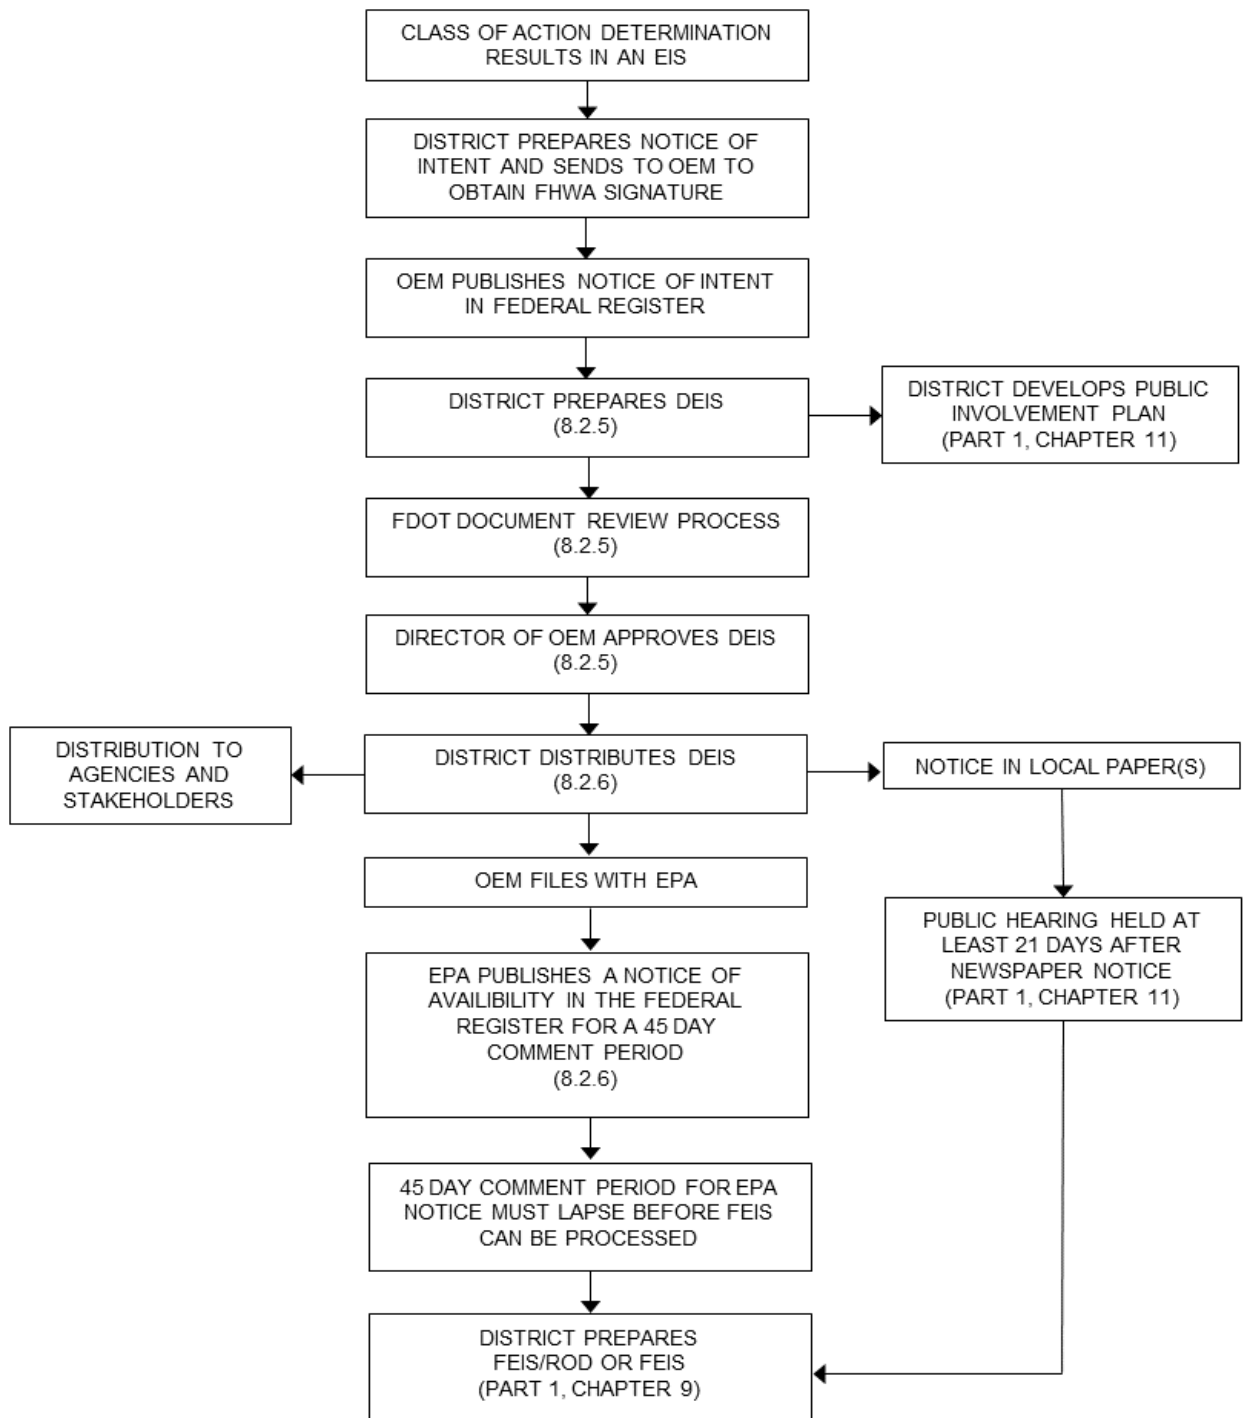 CLASS OF ACTION DETERMINATION
RESULTS IN AN EIS
DISTRICT PREPARES NOTICE OF
INTENT AND SENDS TO OEM TO
OBTAIN FHWA SIGNATURE
OEM PUBLISHES NOTICE OF INTENT
IN FEDERAL REGISTER
DISTRICT PREPARES DEIS
(8.2.5)
DISTRICT DEVELOPS PUBLIC
INVOLVEMENT PLAN
(PART 1, CHAPTER 11)
FDOT DOCUMENT REVIEW PROCESS
(8.2.5)
DIRECTOR OF OEM APPROVES DEIS
(8.2.5)
DISTRIBUTION TO
AGENCIES AND
STAKEHOLDERS
DISTRICT DISTRIBUTES DEIS
(8.2.6)
NOTICE IN LOCAL PAPER(S)
OEM FILES WITH EPA
PUBLIC HEARING HELD AT
LEAST 21 DAYS AFTER
NEWSPAPER NOTICE
(PART 1, CHAPTER 11)
EPA PUBLISHES A NOTICE OF
AVAILIBILITY IN THE FEDERAL
REGISTER FOR A 45 DAY
COMMENT PERIOD
(8.2.6)
45 DAY COMMENT PERIOD FOR EPA
NOTICE MUST LAPSE BEFORE FEIS
CAN BE PROCESSED
DISTRICT PREPARES
FEIS/ROD OR FEIS
(PART 1, CHAPTER 9)